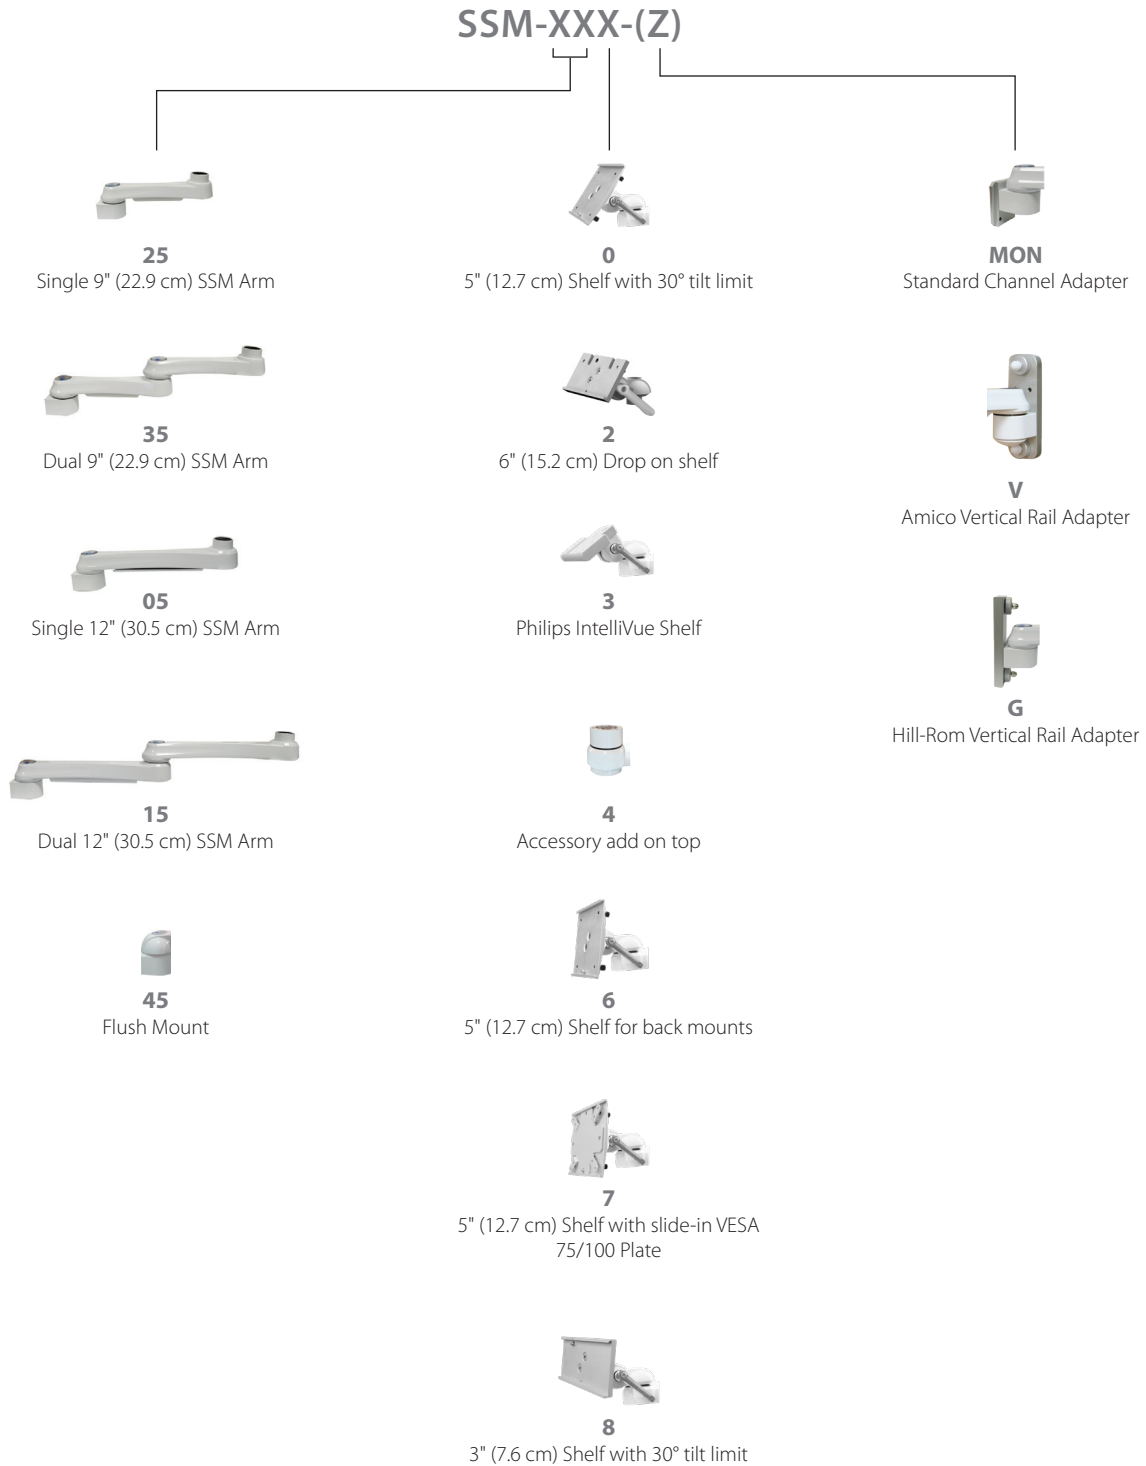 SSM-XXX-(Z)
25
Single 9" (22.9 cm) SSM Arm
35
Dual 9" (22.9 cm) SSM Arm
05
Single 12" (30.5 cm) SSM Arm
15
Dual 12" (30.5 cm) SSM Arm
45
Flush Mount
0
5" (12.7 cm) Shelf with 30° tilt limit
2
6" (15.2 cm) Drop on shelf
3
Philips IntelliVue Shelf
4
Accessory add on top
6
5" (12.7 cm) Shelf for back mounts
7
5" (12.7 cm) Shelf with slide-in VESA
75/100 Plate
8
3" (7.6 cm) Shelf with 30° tilt limit
MON
Standard Channel Adapter
V
Amico Vertical Rail Adapter
G
Hill-Rom Vertical Rail Adapter